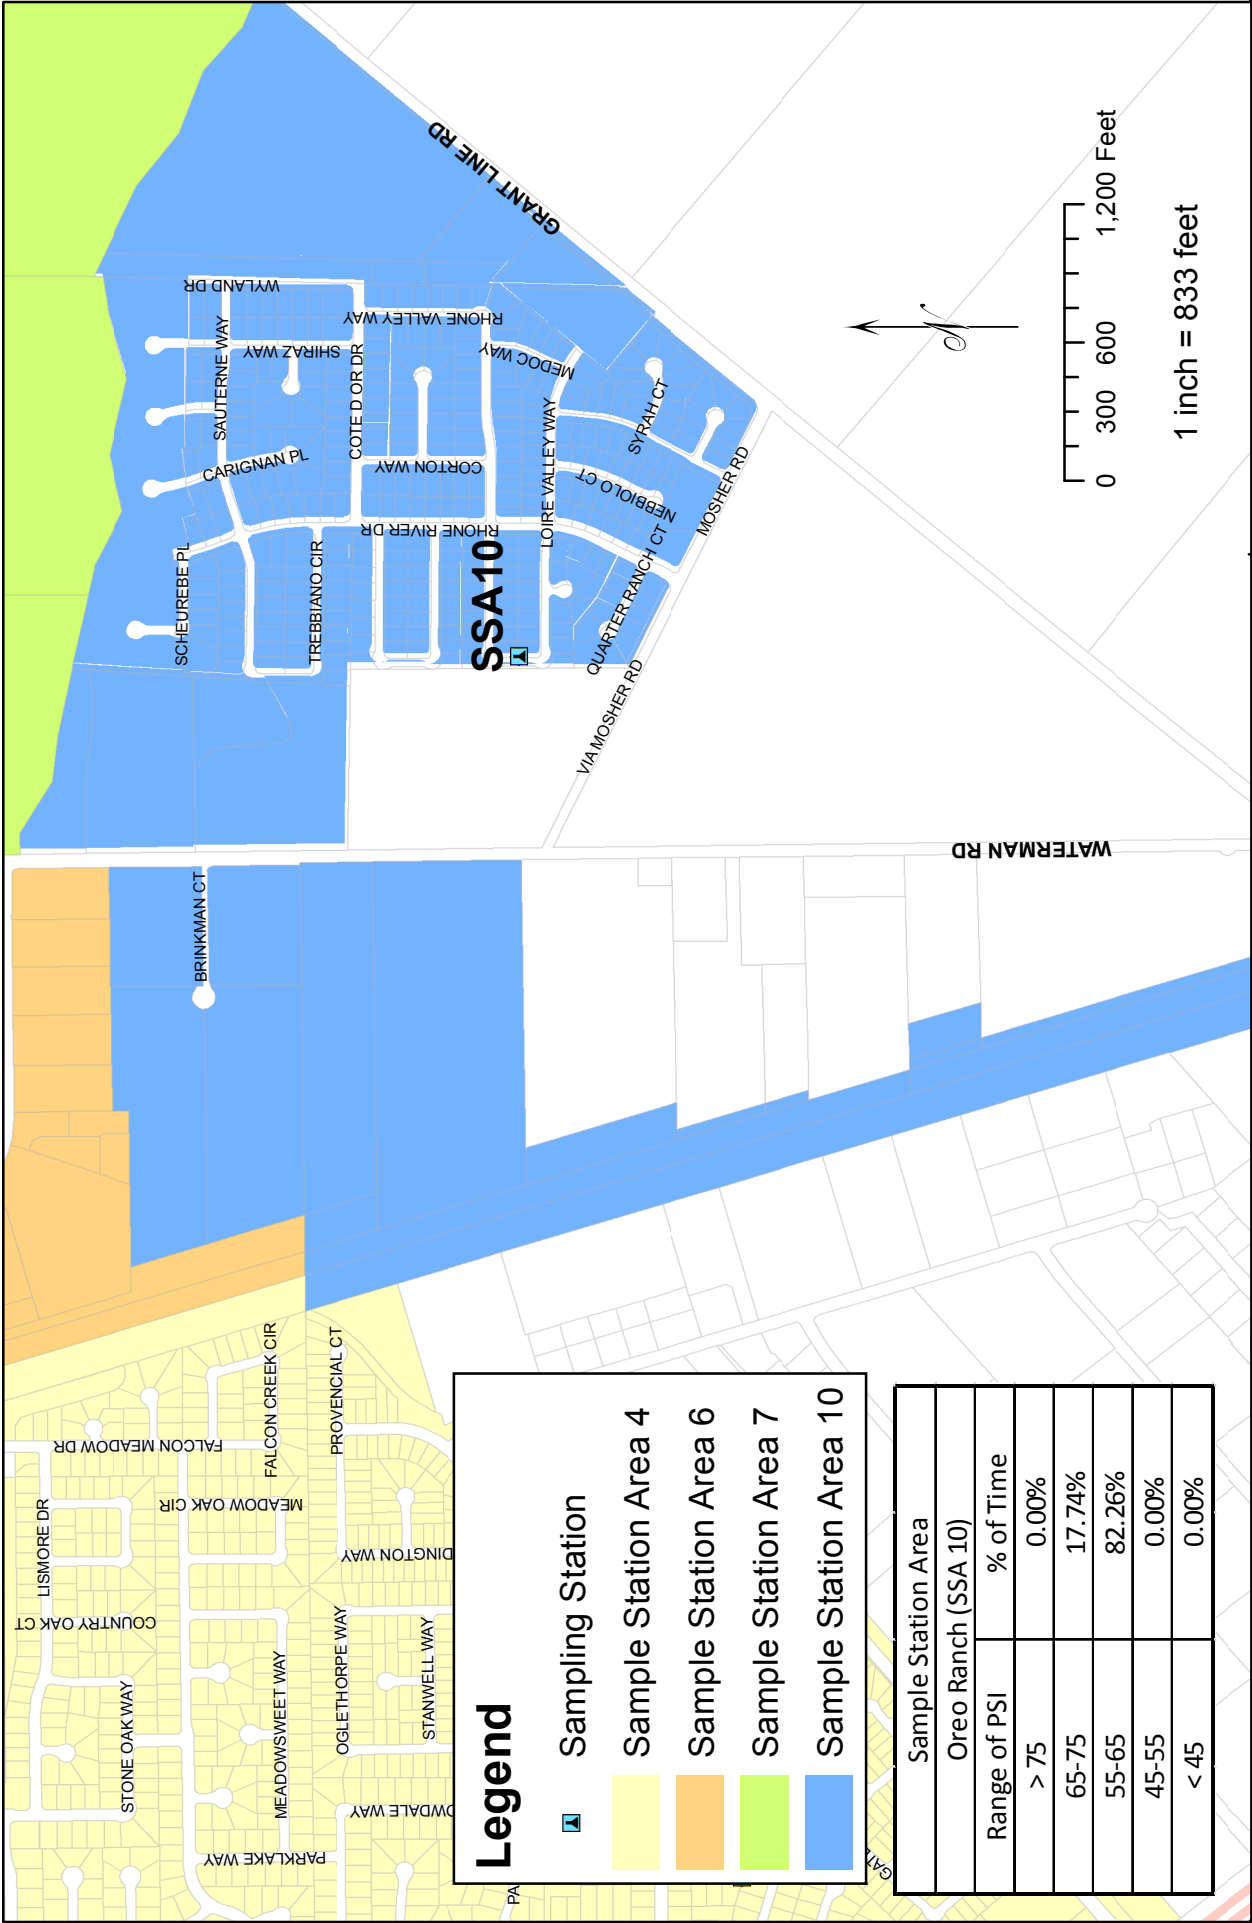 LISMORE DR
COUNTRY OAK CT
STONE OAK WAY
FALCON MEADOW DR
MEADOW OAK CIR
FALCON CREEK CIR
PROVENCIAL CT
MEADOWSWEET WAY
OGLETHORPE WAY
STANWELL WAY
DINGTON WAY
PARKLAKE WAY
OWDALE WAY
PA
GATE
BRINKMAN CT
WATERMAN RD
SCHEUREBE PL
CARIGNAN PL
SAUTERNE WAY
WYLAND DR
SHIRAZ WAY
TREBBIANO CIR
COTE D OR DR
RHONE VALLEY WAY
CORTON WAY
RHONE RIVER DR
MEDOC WAY
LOIRE VALLEY WAY
SSA10
NEBBIOLO CT
SYRAH CT
QUARTER RANCH CT
MOSHER RD
VIA MOSHER RD
GRANT LINE RD
Legend
Sampling Station
Sample Station Area 4
Sample Station Area 6
Sample Station Area 7
Sample Station Area 10
Sample Station Area
Oreo Ranch (SSA 10)
Range of PSI % of Time
> 75 0.00%
65-75 17.74%
55-65 82.26%
45-55 0.00%
< 45 0.00%
0 300 600 1,200 Feet
1 inch = 833 feet